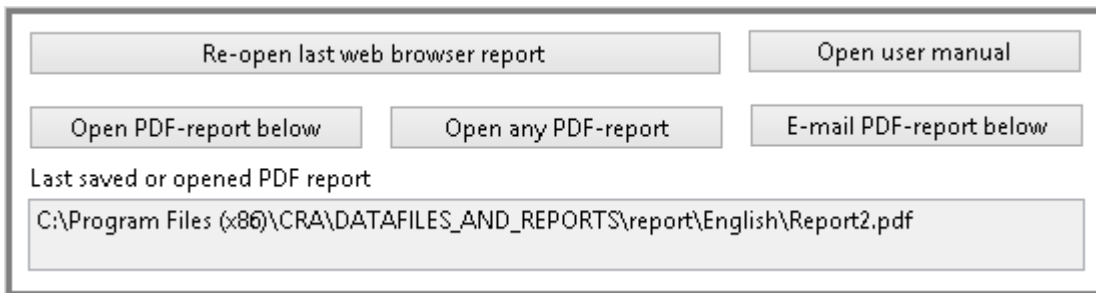 Re-open last web browser report
Open user manual
Open PDF-report below
Open any PDF-report
E-mail PDF-report below
Last saved or opened PDF report
C:\Program Files (x86)\CRA\DATAFILES_AND_REPORTS\report\English\Report2.pdf